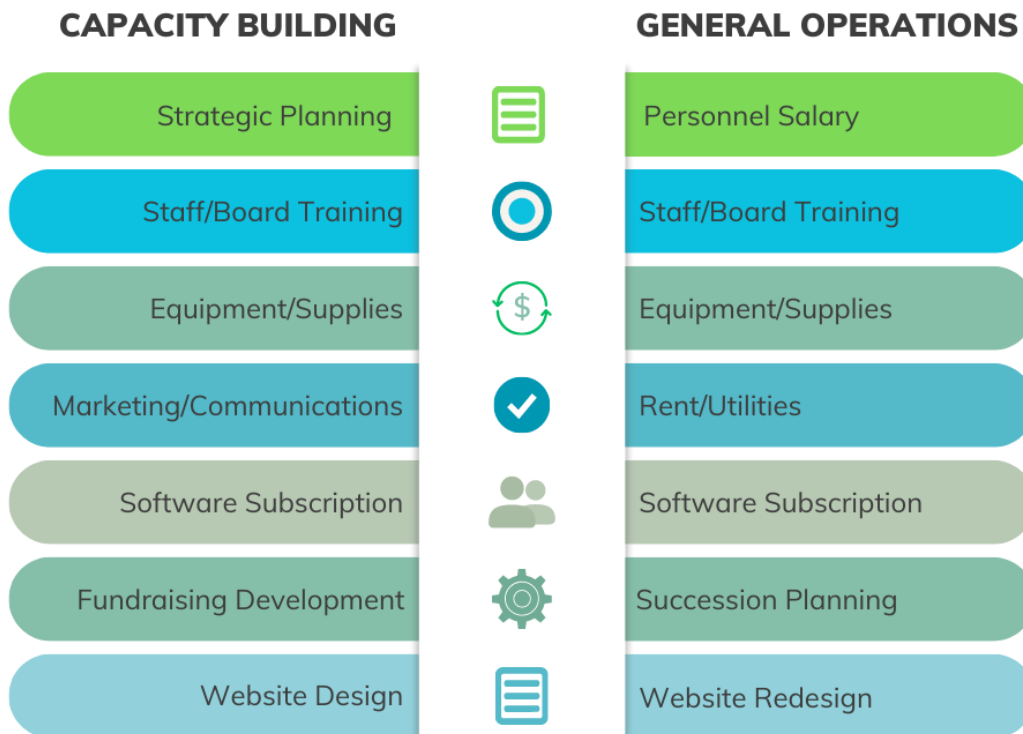 CAPACITY BUILDING
GENERAL OPERATIONS
Strategic Planning
Personnel Salary
Staff/Board Training
Staff/Board Training
Equipment/Supplies
$
Equipment/Supplies
Marketing/Communications
Rent/Utilities
Software Subscription
Software Subscription
Fundraising Development
Succession Planning
Website Design
Website Redesign